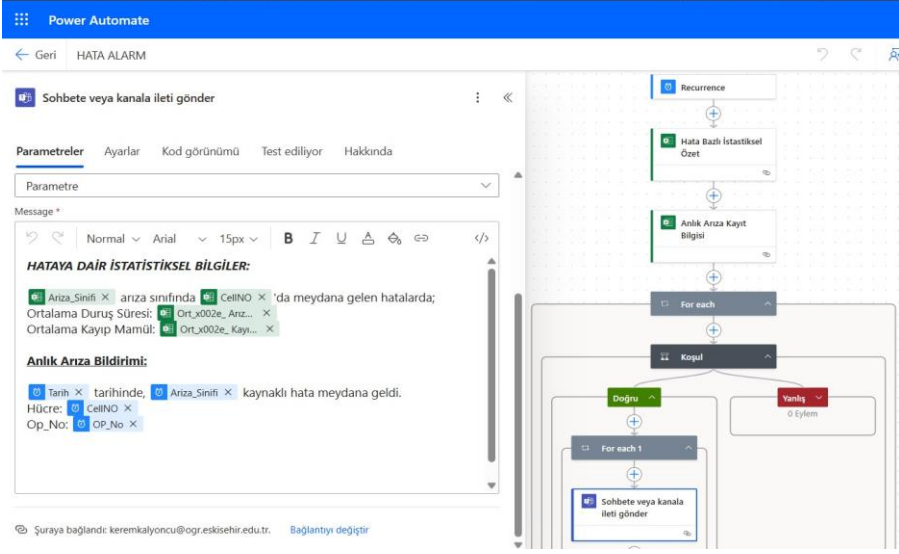 Power Automate
Geri HATA ALARM
Sohbete veya kanala ileti gönder
Parametreler Ayarlar Kod görünümü Test ediliyor Hakkında
Parametre
Message *
Normal Arial 15px B I U A </>
HATAYA DAİR İSTATİSTİKSEL BİLGİLER:
Ariza_Sinifi × arıza sınıfında CellNO × 'da meydana gelen hatalarda;
Ortalama Duruş Süresi: Ort_x002e_ Arız... ×
Ortalama Kayıp Mamül: Ort_x002e_ Kayı... ×
Anlık Arıza Bildirimi:
Tarih × tarihinde, Ariza_Sinifi × kaynaklı hata meydana geldi.
Hücre: CellNO ×
Op_No: OP_No ×
Şuraya bağlandı: keremkalyoncu@ogr.eskisehir.edu.tr. Bağlantıyı değiştir
Recurrence
Hata Bazlı İstastiksel
Özet
Anlık Arıza Kayıt
Bilgisi
For each
Koşul
Doğru
Yanlış
0 Eylem
For each 1
Sohbete veya kanala
ileti gönder